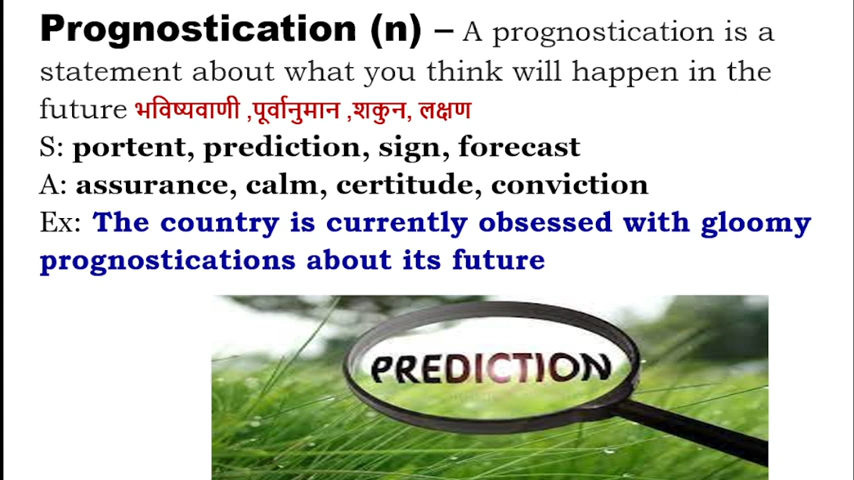 Prognostication (n) – A prognostication is a
statement about what you think will happen in the
future भविष्यवाणी ,पूर्वानुमान ,शकुन, लक्षण
S: portent, prediction, sign, forecast
A: assurance, calm, certitude, conviction
Ex: The country is currently obsessed with gloomy
prognostications about its future
PREDICTION